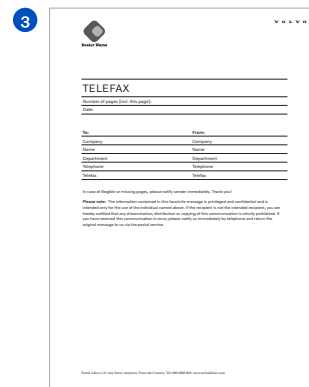 3
VOLVO
Dealer Name
TELEFAX
Number of pages (incl. this page):
Date:
To: From:
Company Company
Name Name
Department Department
Telephone Telephone
Telefax Telefax
In case of illegible or missing pages, please notify sender immediately. Thank you!
Please note: The information contained in this facsimile message is privileged and confidential and is
intended only for the use of the individual named above. If the recipient is not the intended recipient, you are
hereby notified that any dissemination, distribution or copying of this communication is strictly prohibited. If
you have received this communication in error, please notify us immediately by telephone and return the
original message to us via the postal service.